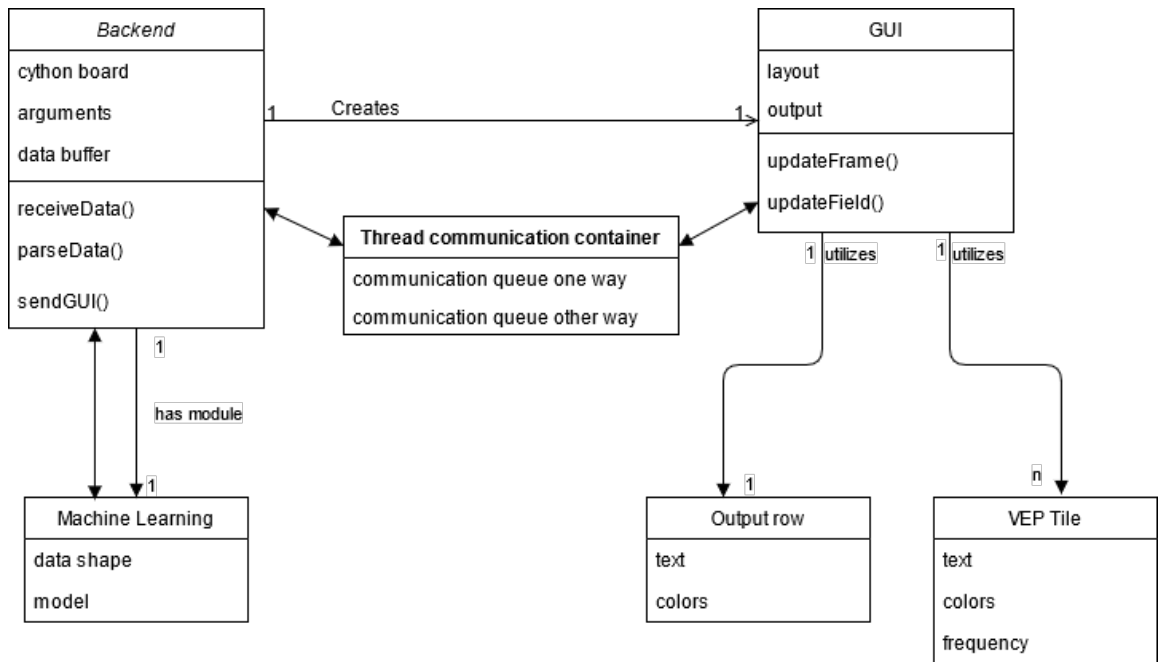 Backend
cython board
arguments
data buffer
receiveData()
parseData()
sendGUI()
1
Creates
1
GUI
layout
output
updateFrame()
updateField()
Thread communication container
communication queue one way
communication queue other way
1
utilizes
1
utilizes
1
has module
1
Machine Learning
data shape
model
1
Output row
text
colors
n
VEP Tile
text
colors
frequency